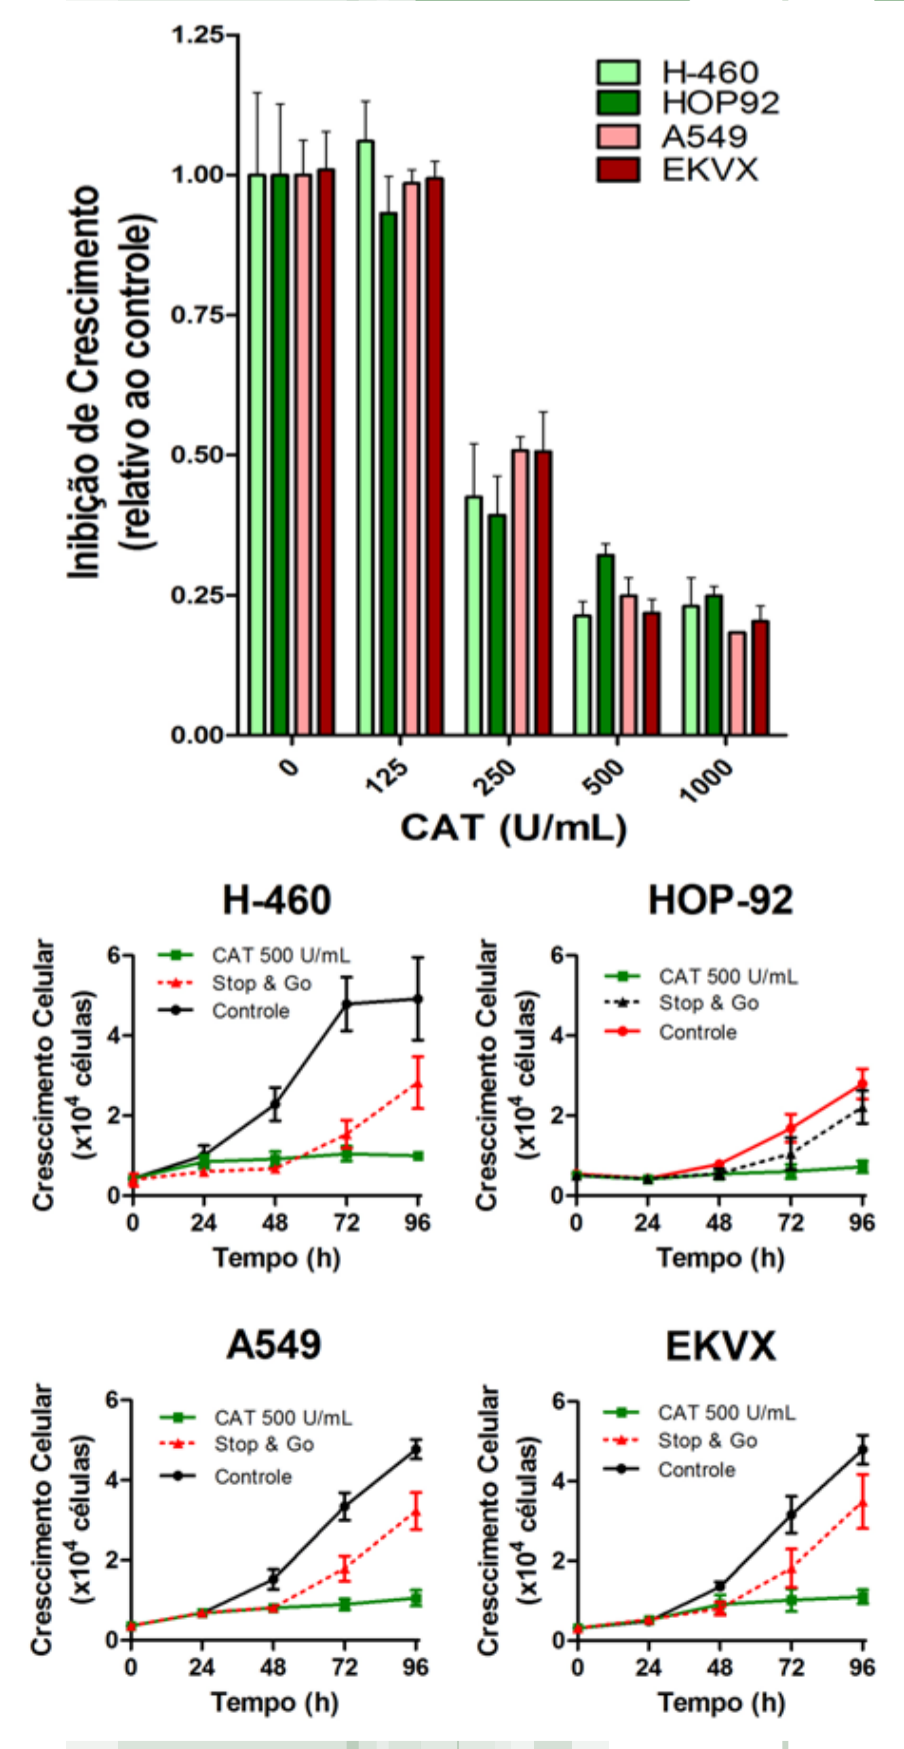 1.25
1.00
0.75
0.50
0.25
0.00
Inibição de Crescimento
(relativo ao controle)
H-460
HOP92
A549
EKVX
0
125
250
500
1000
CAT (U/mL)
H-460
Cresccimento Celular
(x10⁴ células)
6
4
2
0
CAT 500 U/mL
Stop & Go
Controle
0 24 48 72 96
Tempo (h)
HOP-92
Cresccimento Celular
(x10⁴ células)
6
4
2
0
CAT 500 U/mL
Stop & Go
Controle
0 24 48 72 96
Tempo (h)
A549
Cresccimento Celular
(x10⁴ células)
6
4
2
0
CAT 500 U/mL
Stop & Go
Controle
0 24 48 72 96
Tempo (h)
EKVX
Cresccimento Celular
(x10⁴ células)
6
4
2
0
CAT 500 U/mL
Stop & Go
Controle
0 24 48 72 96
Tempo (h)